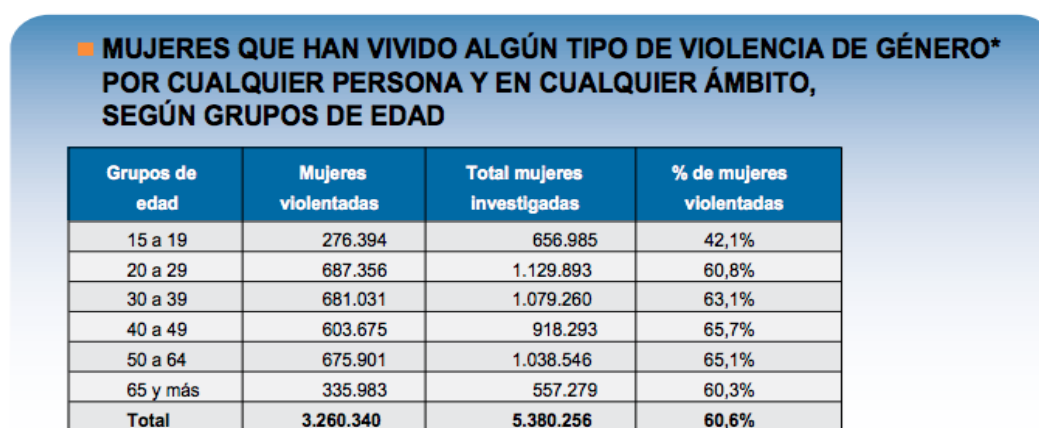 MUJERES QUE HAN VIVIDO ALGÚN TIPO DE VIOLENCIA DE GÉNERO*
POR CUALQUIER PERSONA Y EN CUALQUIER ÁMBITO,
SEGÚN GRUPOS DE EDAD
Grupos de edad Mujeres violentadas Total mujeres investigadas % de mujeres violentadas
15 a 19 276.394 656.985 42,1%
20 a 29 687.356 1.129.893 60,8%
30 a 39 681.031 1.079.260 63,1%
40 a 49 603.675 918.293 65,7%
50 a 64 675.901 1.038.546 65,1%
65 y más 335.983 557.279 60,3%
Total 3.260.340 5.380.256 60,6%